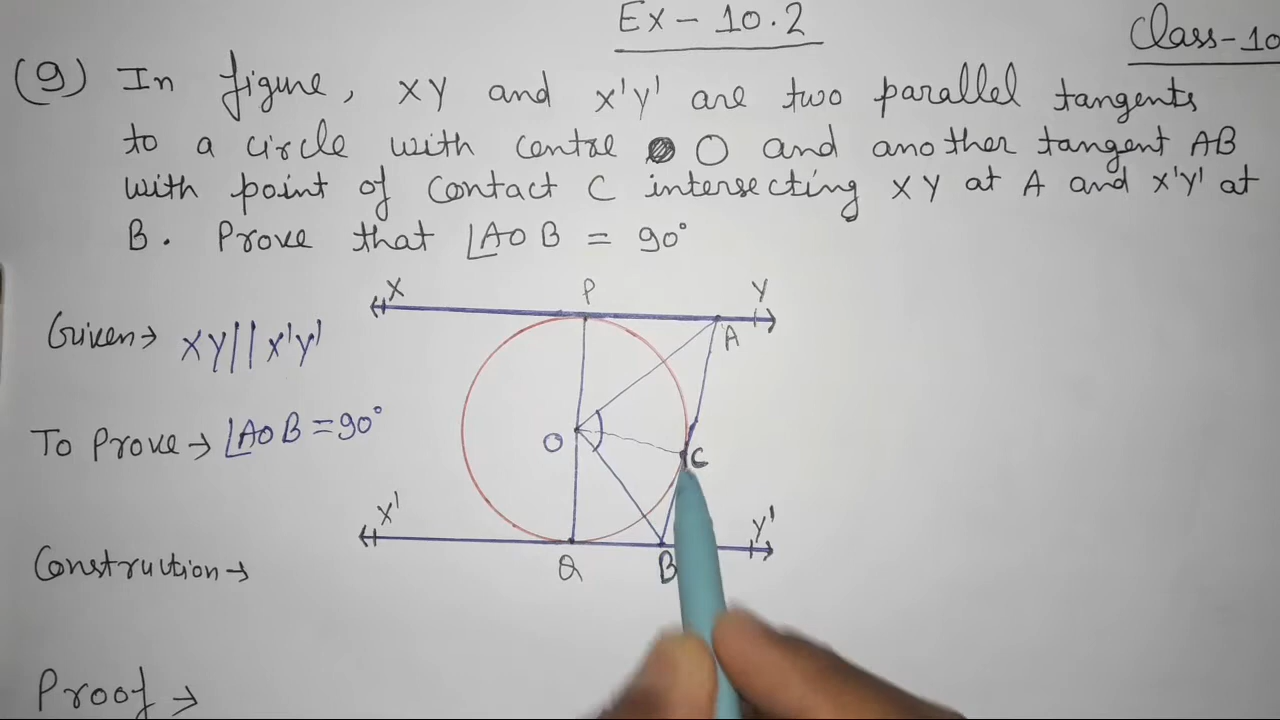 Ex - 10.2
Class-10
(9) In figure, XY and X'Y' are two parallel tangents
to a circle with centre O and another tangent AB
with point of contact C intersecting XY at A and X'Y' at
B. Prove that ∠AOB = 90°
X P Y
A
Given→ XY||X'Y'
To Prove→ ∠AOB = 90°
O
C
X' Y'
Q B
Construction→
Proof→